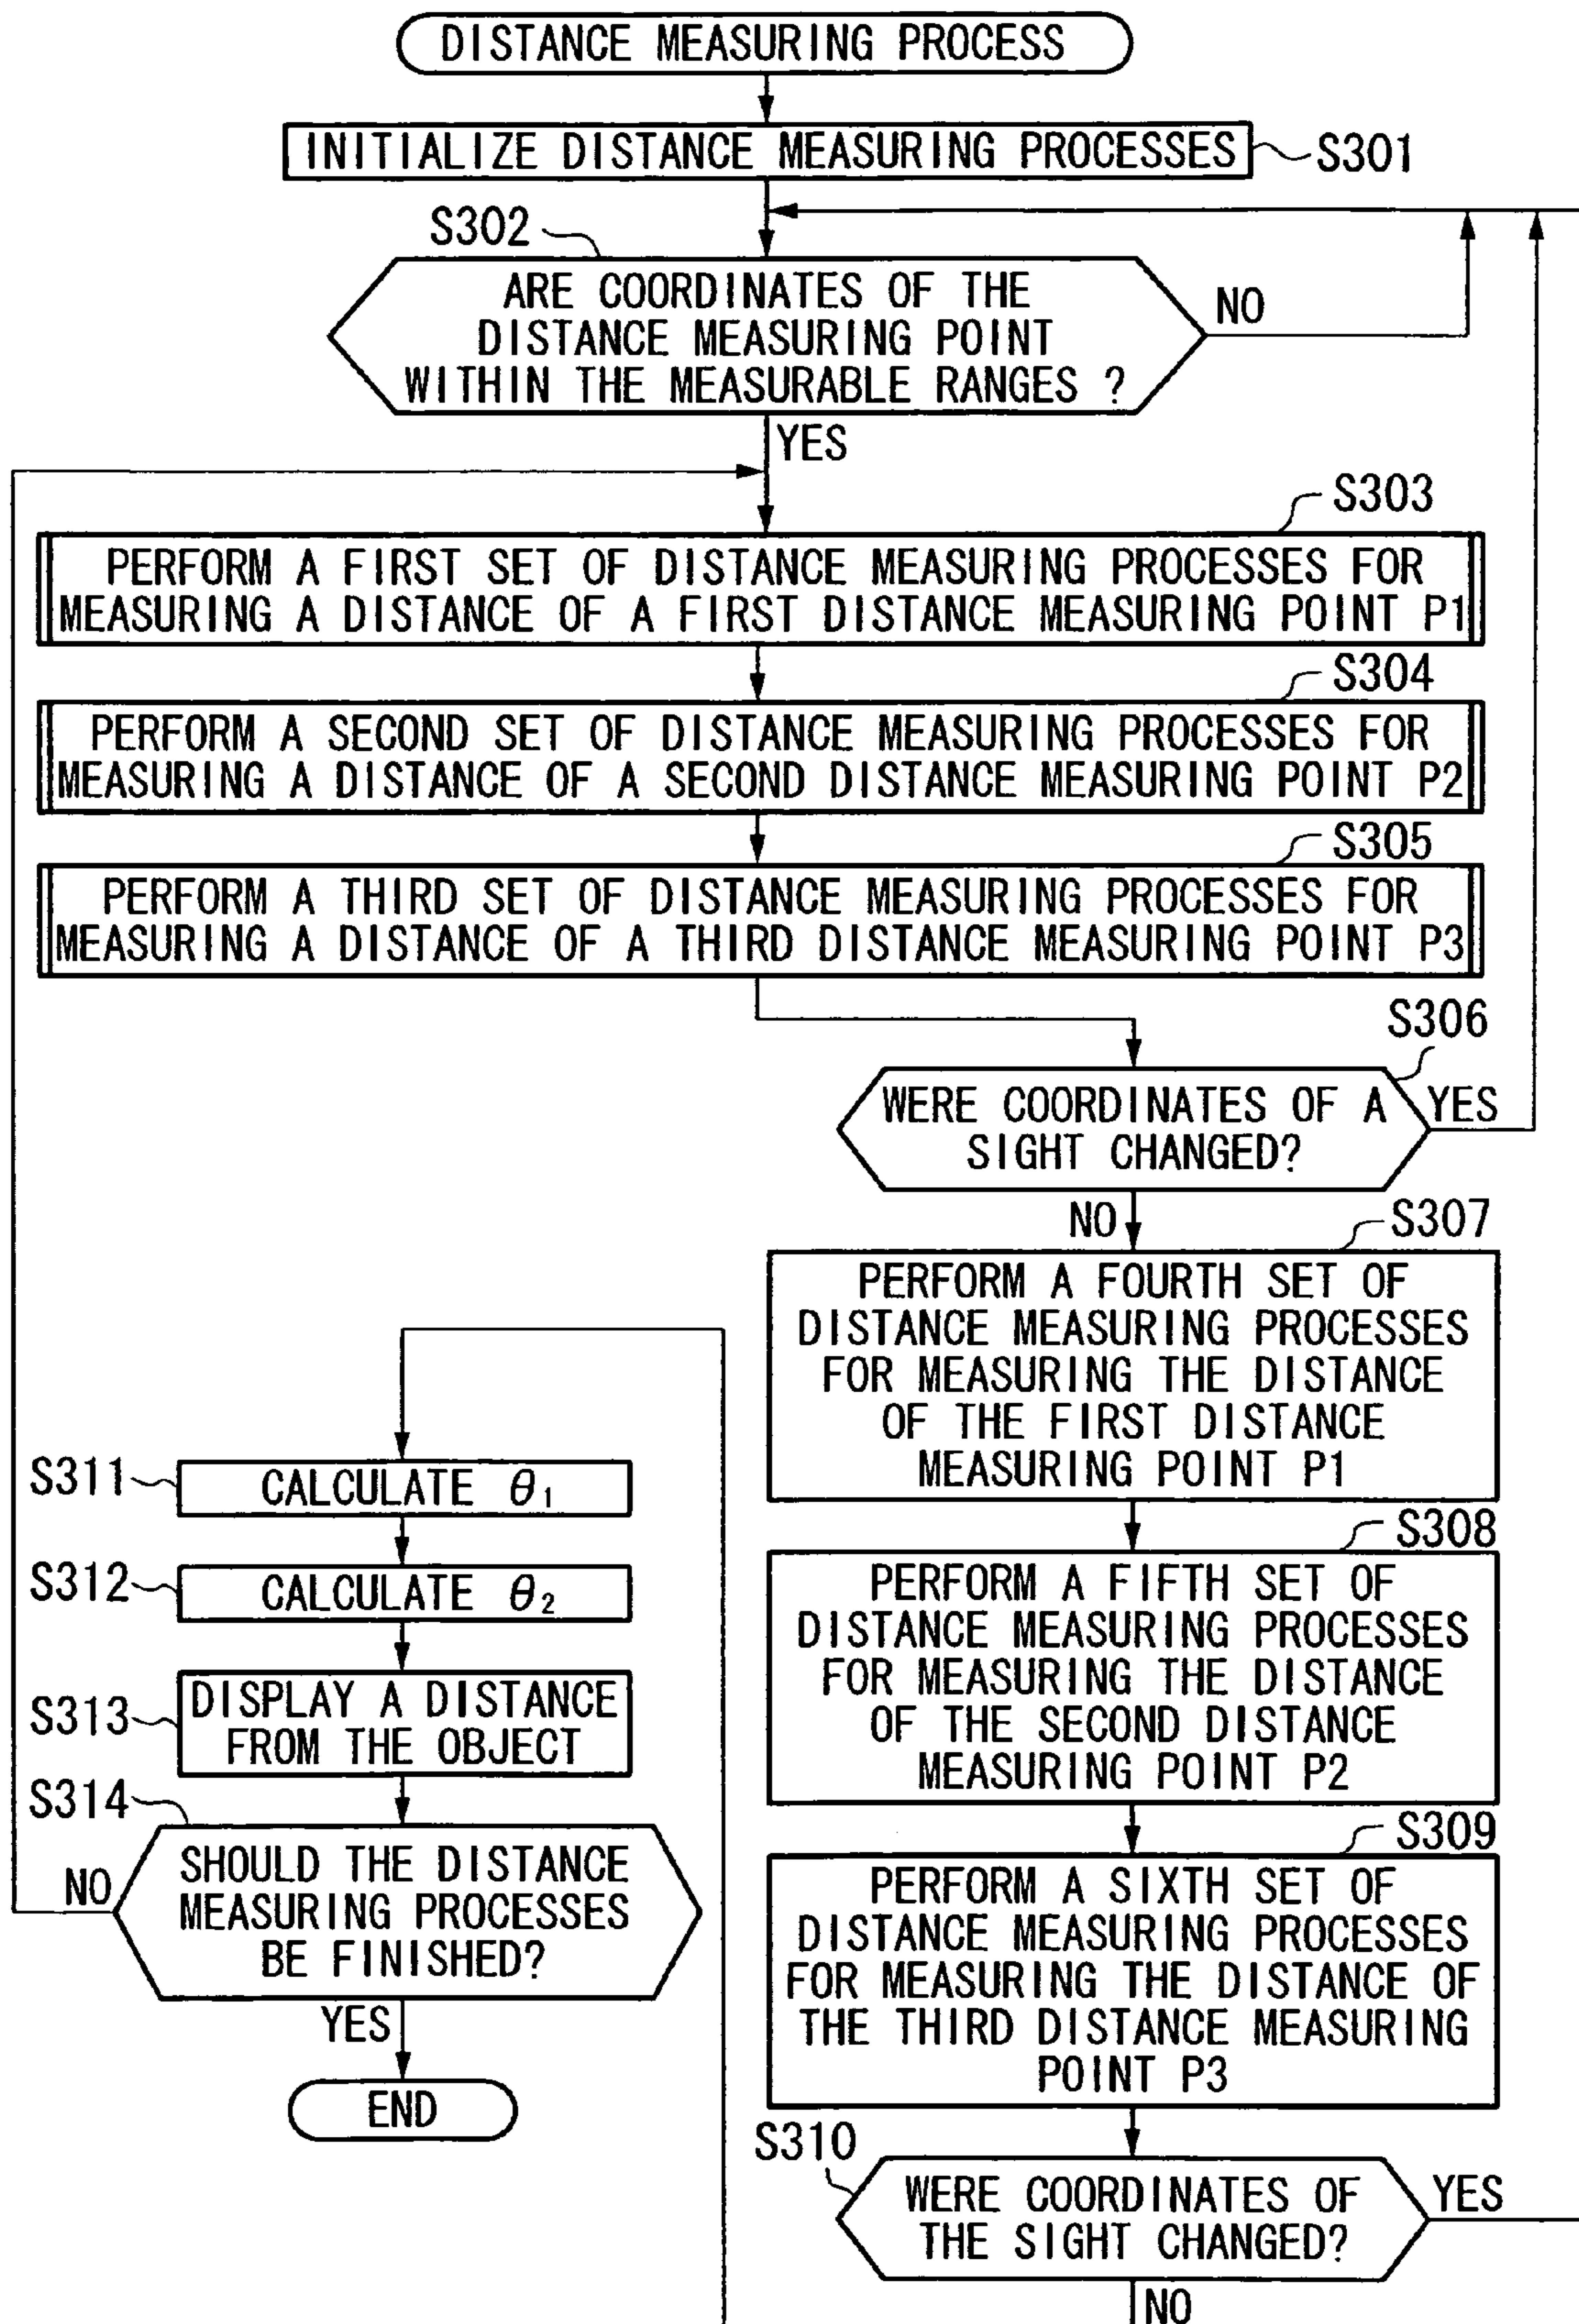 DISTANCE MEASURING PROCESS
INITIALIZE DISTANCE MEASURING PROCESSES
S301
S302
ARE COORDINATES OF THE
DISTANCE MEASURING POINT
WITHIN THE MEASURABLE RANGES ?
NO
YES
S303
PERFORM A FIRST SET OF DISTANCE MEASURING PROCESSES FOR
MEASURING A DISTANCE OF A FIRST DISTANCE MEASURING POINT P1
S304
PERFORM A SECOND SET OF DISTANCE MEASURING PROCESSES FOR
MEASURING A DISTANCE OF A SECOND DISTANCE MEASURING POINT P2
S305
PERFORM A THIRD SET OF DISTANCE MEASURING PROCESSES FOR
MEASURING A DISTANCE OF A THIRD DISTANCE MEASURING POINT P3
S306
WERE COORDINATES OF A
SIGHT CHANGED?
YES
NO
S307
PERFORM A FOURTH SET OF
DISTANCE MEASURING PROCESSES
FOR MEASURING THE DISTANCE
OF THE FIRST DISTANCE
MEASURING POINT P1
S308
PERFORM A FIFTH SET OF
DISTANCE MEASURING PROCESSES
FOR MEASURING THE DISTANCE
OF THE SECOND DISTANCE
MEASURING POINT P2
S309
PERFORM A SIXTH SET OF
DISTANCE MEASURING PROCESSES
FOR MEASURING THE DISTANCE OF
THE THIRD DISTANCE MEASURING
POINT P3
S310
WERE COORDINATES OF
THE SIGHT CHANGED?
YES
NO
S311
CALCULATE θ₁
S312
CALCULATE θ₂
S313
DISPLAY A DISTANCE
FROM THE OBJECT
S314
SHOULD THE DISTANCE
MEASURING PROCESSES
BE FINISHED?
NO
YES
END